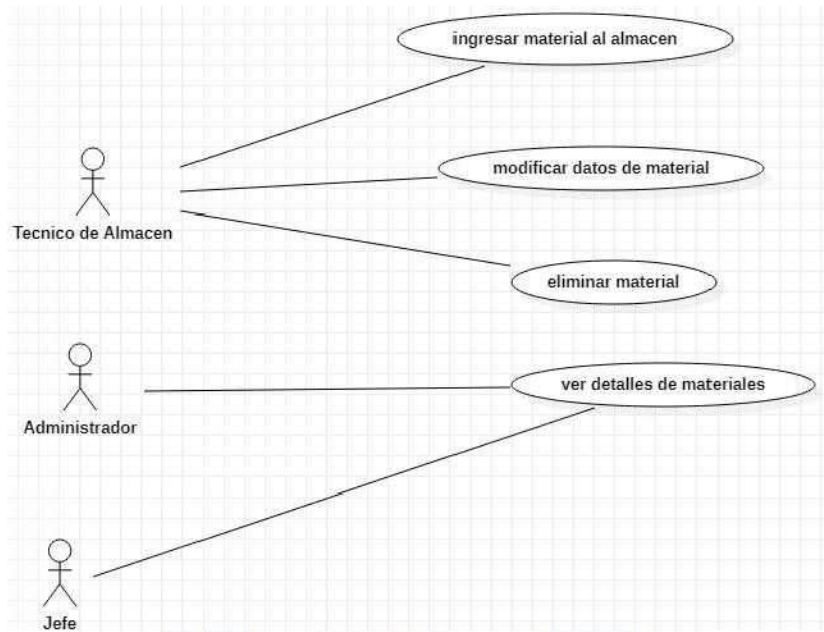 ingresar material al almacen
modificar datos de material
Tecnico de Almacen
eliminar material
ver detalles de materiales
Administrador
Jefe